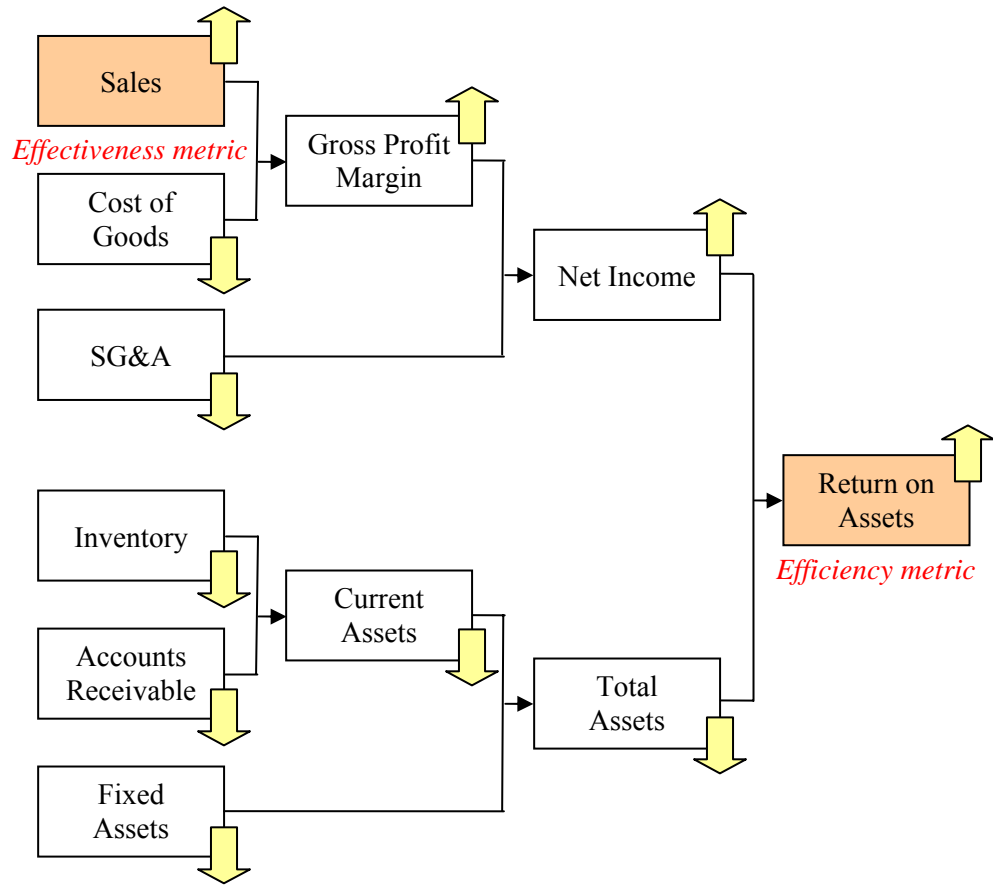 Sales
Effectiveness metric
Cost of
Goods
Gross Profit
Margin
SG&A
Net Income
Inventory
Accounts
Receivable
Current
Assets
Fixed
Assets
Total
Assets
Return on
Assets
Efficiency metric